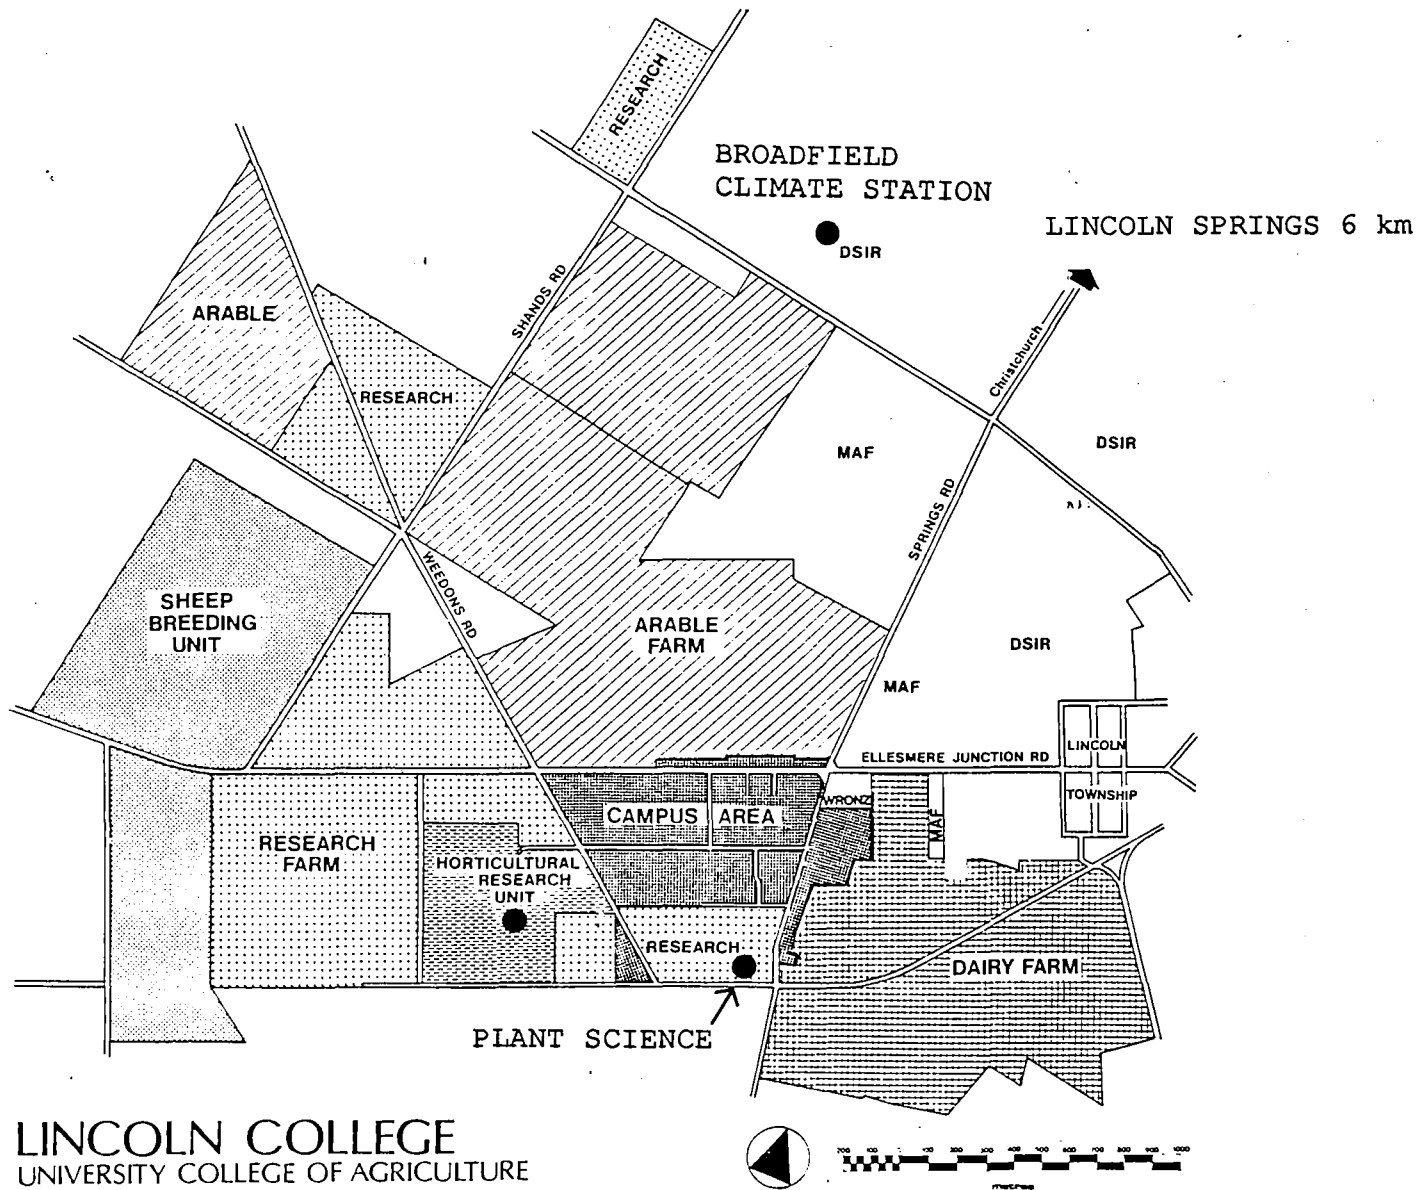 RESEARCH
BROADFIELD
CLIMATE STATION
DSIR
LINCOLN SPRINGS 6 km
SHANDS RD
ARABLE
Christchurch
RESEARCH
MAF
DSIR
SPRINGS RD
WEEDONS RD
SHEEP
BREEDING
UNIT
ARABLE
FARM
DSIR
MAF
LINCOLN
TOWNSHIP
ELLESMERE JUNCTION RD
WRONZ
MAF
CAMPUS AREA
RESEARCH
FARM
HORTICULTURAL
RESEARCH
UNIT
RESEARCH
DAIRY FARM
PLANT SCIENCE
LINCOLN COLLEGE
UNIVERSITY COLLEGE OF AGRICULTURE
metres